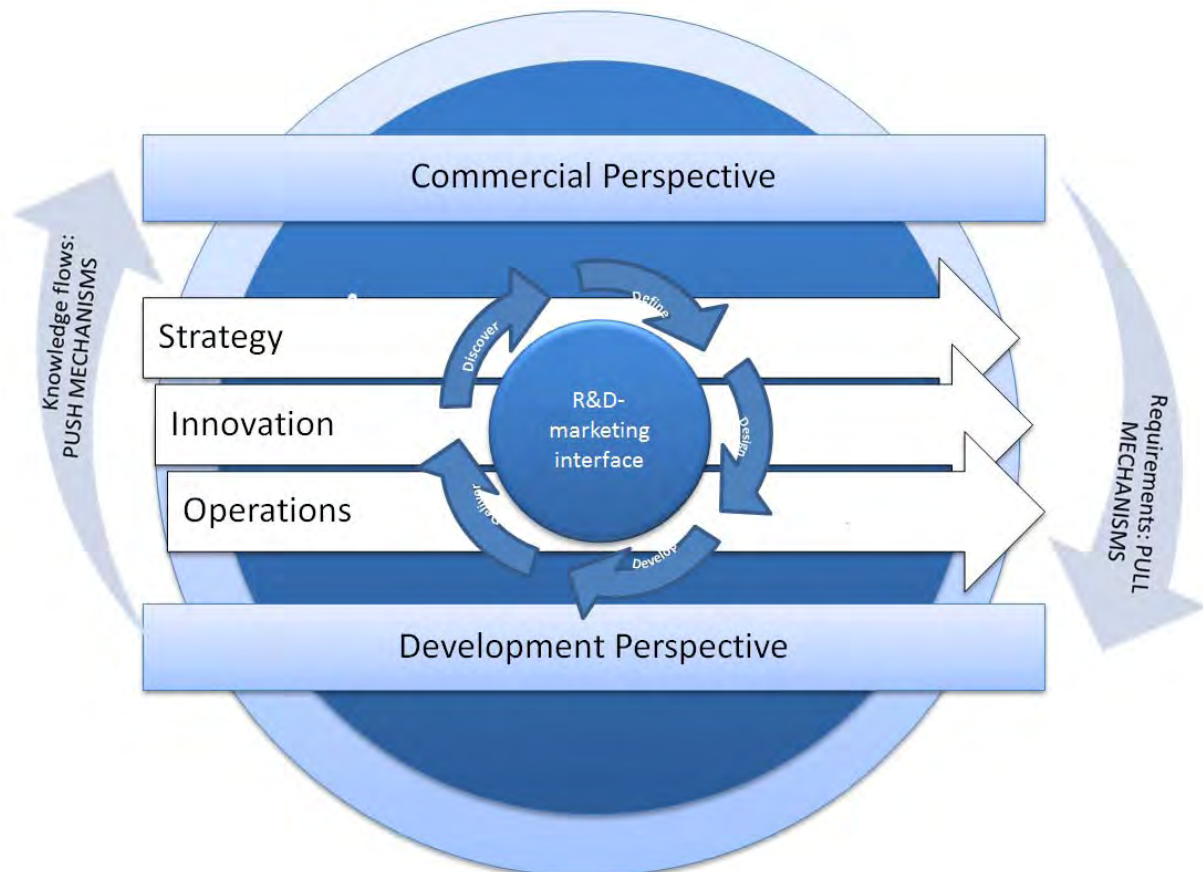 Commercial Perspective
Knowledge flows:
PUSH MECHANISMS
Strategy
Innovation
Operations
Discover
Define
Design
Develop
Deliver
R&D-
marketing
interface
Requirements: PULL
MECHANISMS
Development Perspective